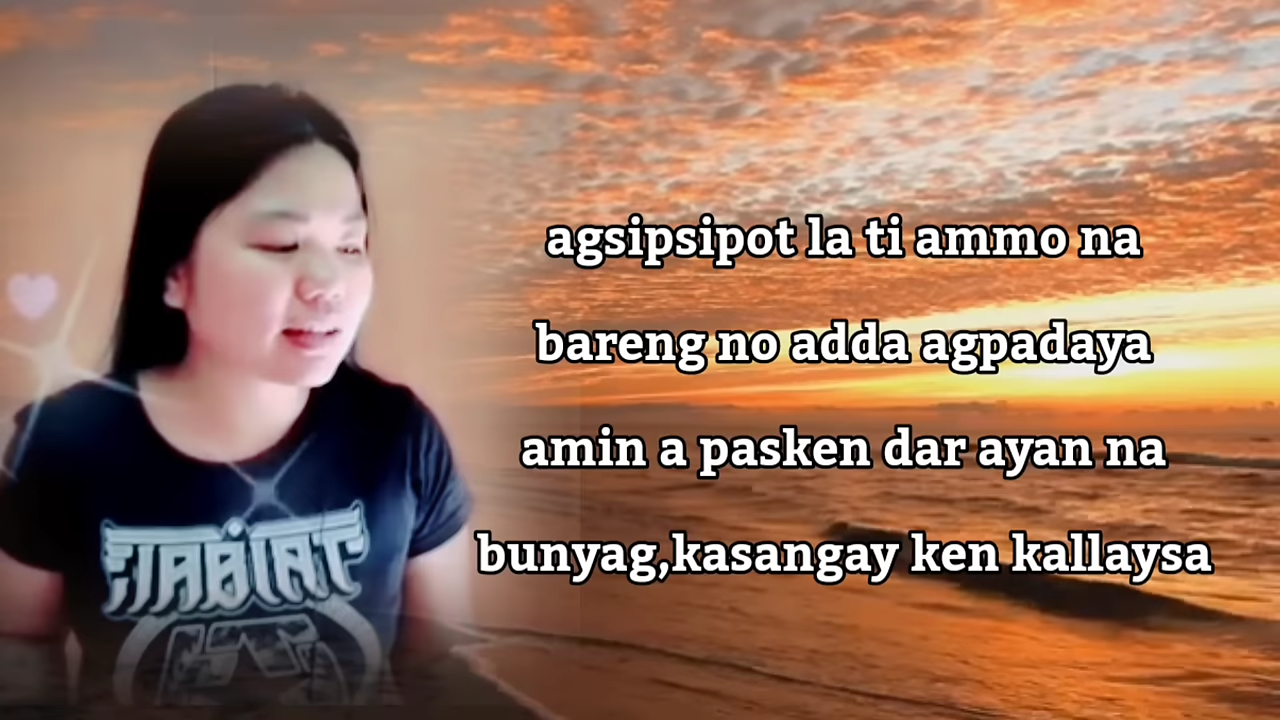 agsipsipot la ti ammo na
bareng no adda agpadaya
amin a pasken dar ayan na
bunyag,kasangay ken kallaysa